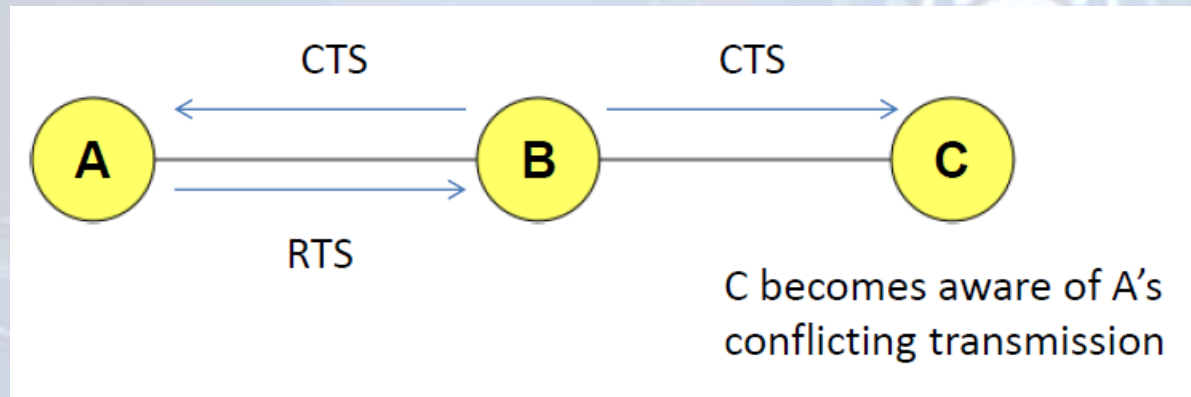 CTS
CTS
A
B
C
RTS
C becomes aware of A's
conflicting transmission